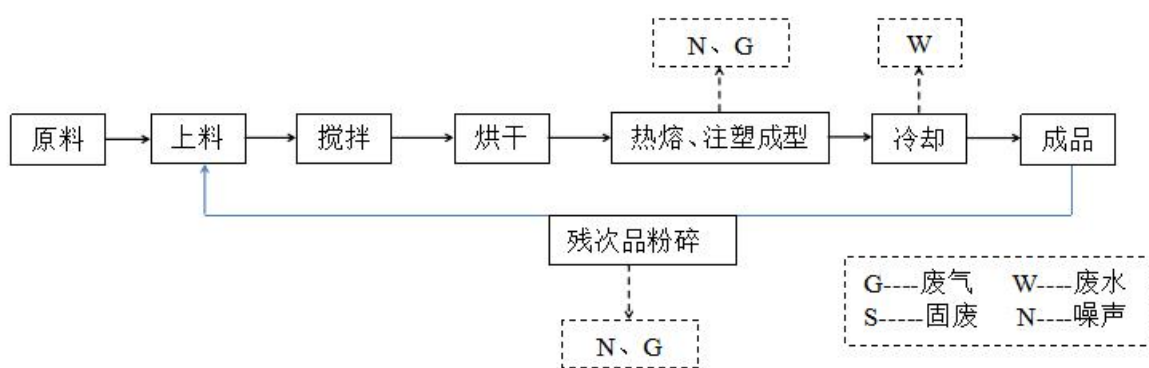 N、G
W
原料
上料
搅拌
烘干
热熔、注塑成型
冷却
成品
残次品粉碎
N、G
G----废气 W----废水
S-----固废 N----噪声